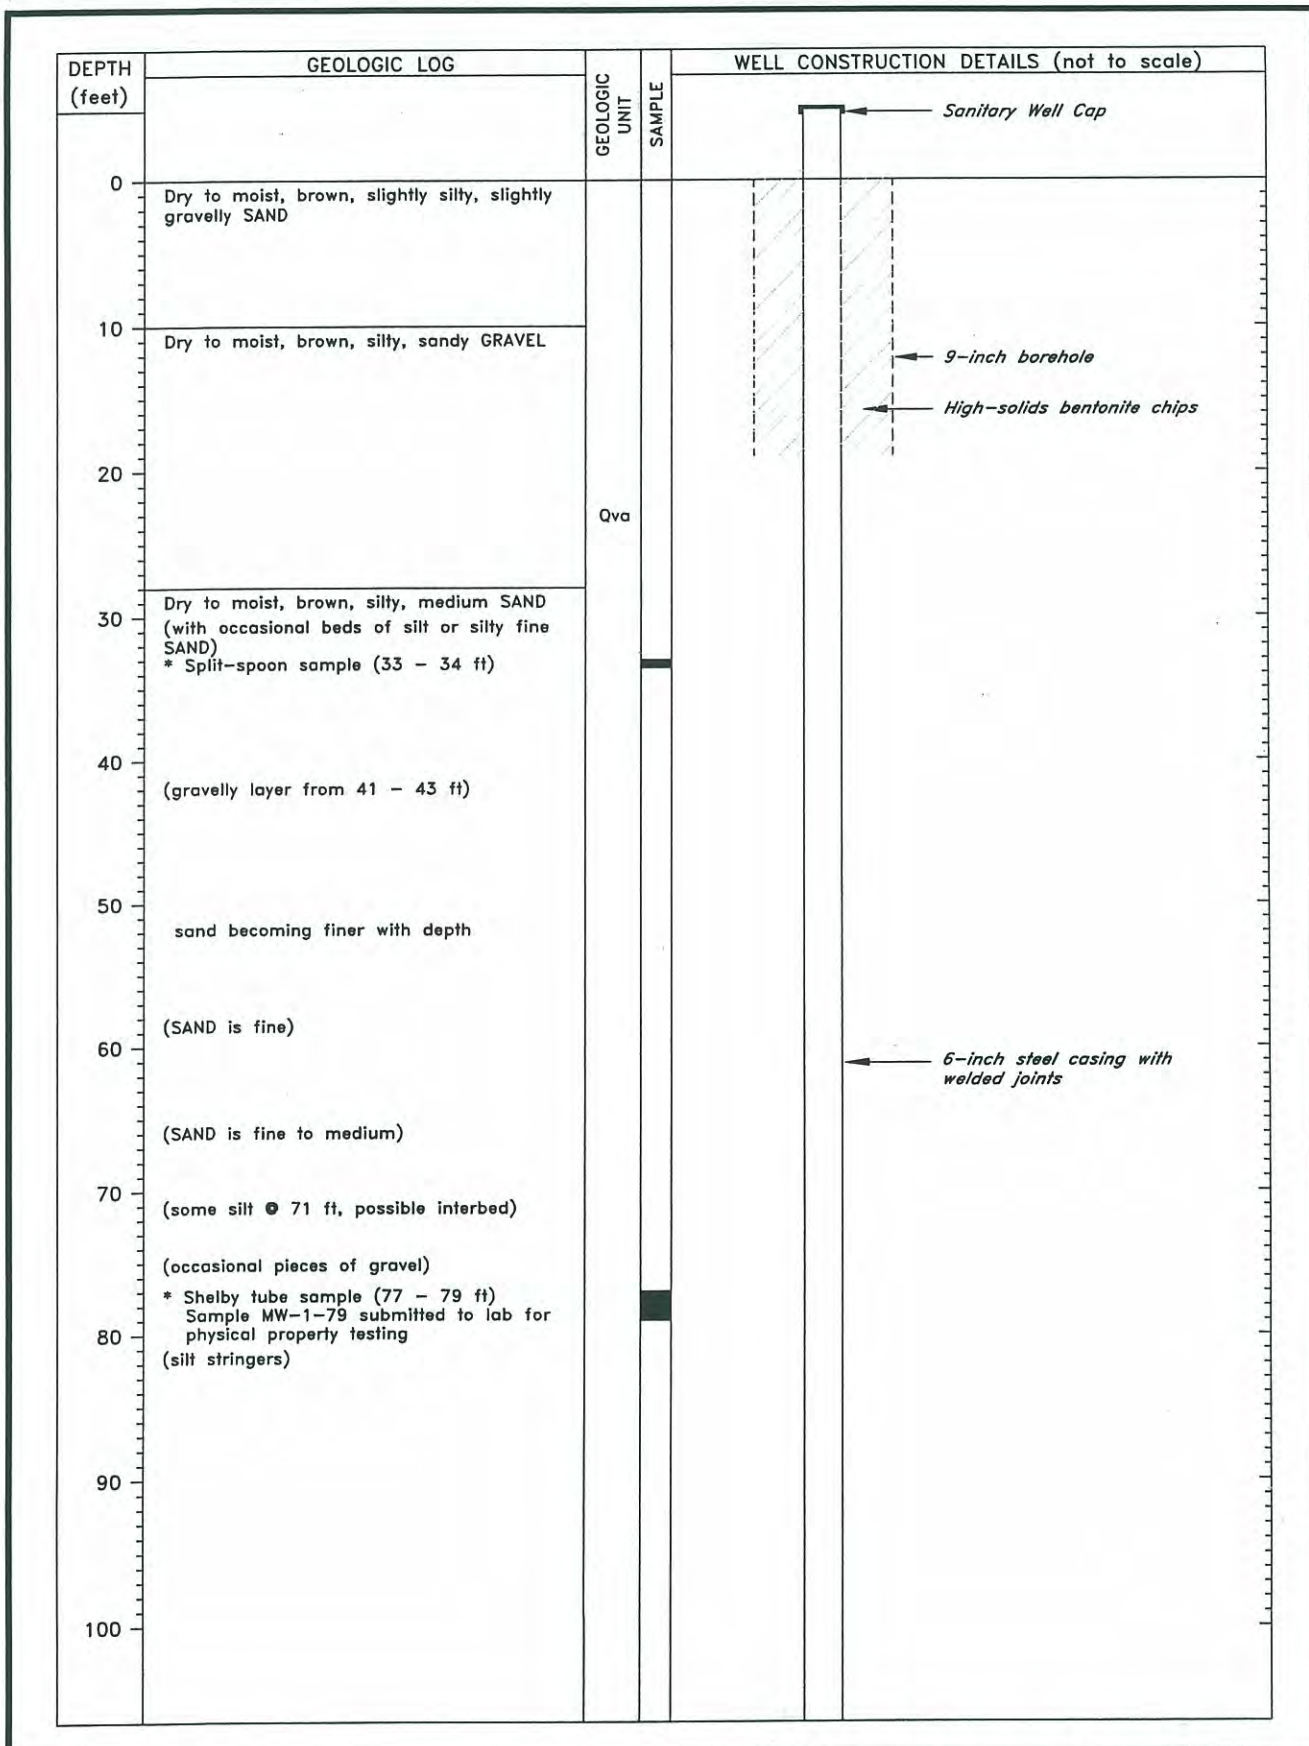 DEPTH
(feet)
GEOLOGIC LOG
GEOLOGIC
UNIT
SAMPLE
WELL CONSTRUCTION DETAILS (not to scale)
Sanitary Well Cap
0
Dry to moist, brown, slightly silty, slightly
gravelly SAND
10
Dry to moist, brown, silty, sandy GRAVEL
9-inch borehole
High-solids bentonite chips
20
Qva
Dry to moist, brown, silty, medium SAND
30
(with occasional beds of silt or silty fine
SAND)
* Split-spoon sample (33 - 34 ft)
40
(gravelly layer from 41 - 43 ft)
50
sand becoming finer with depth
(SAND is fine)
60
6-inch steel casing with
welded joints
(SAND is fine to medium)
70
(some silt @ 71 ft, possible interbed)
(occasional pieces of gravel)
* Shelby tube sample (77 - 79 ft)
Sample MW-1-79 submitted to lab for
80
physical property testing
(silt stringers)
90
100